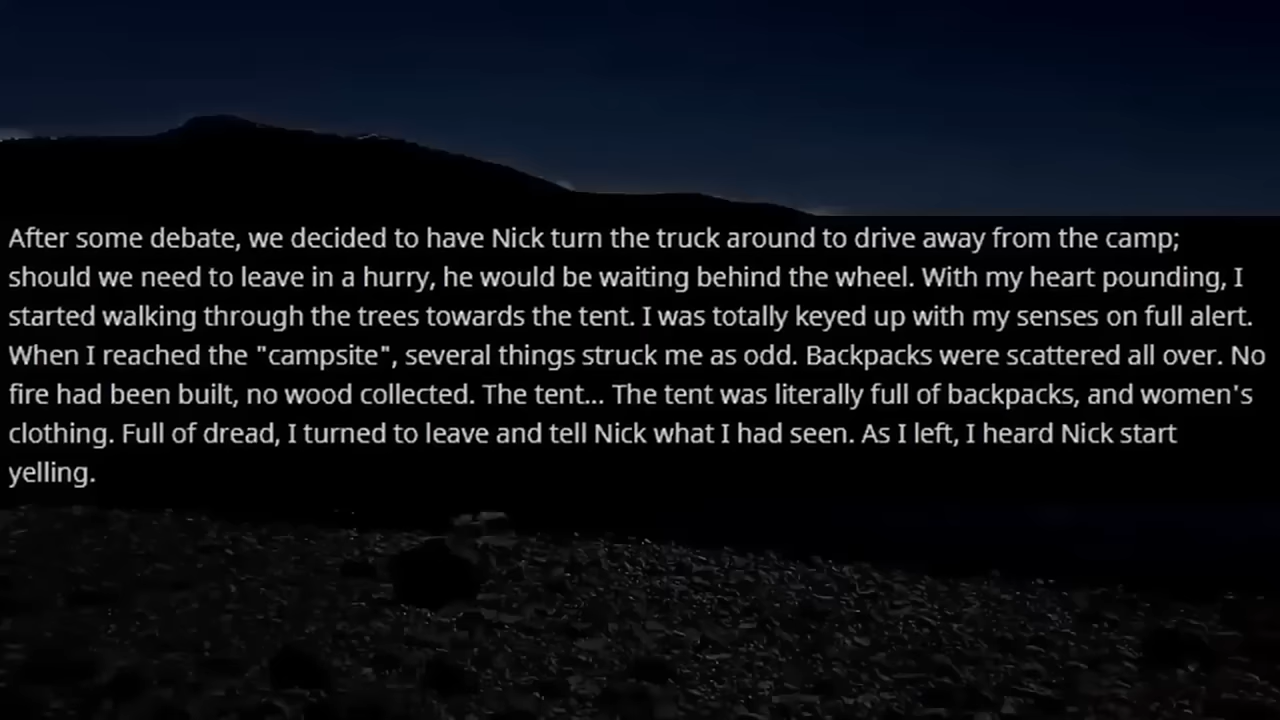 After some debate, we decided to have Nick turn the truck around to drive away from the camp;
should we need to leave in a hurry, he would be waiting behind the wheel. With my heart pounding, I
started walking through the trees towards the tent. I was totally keyed up with my senses on full alert.
When I reached the "campsite", several things struck me as odd. Backpacks were scattered all over. No
fire had been built, no wood collected. The tent... The tent was literally full of backpacks, and women's
clothing. Full of dread, I turned to leave and tell Nick what I had seen. As I left, I heard Nick start
yelling.